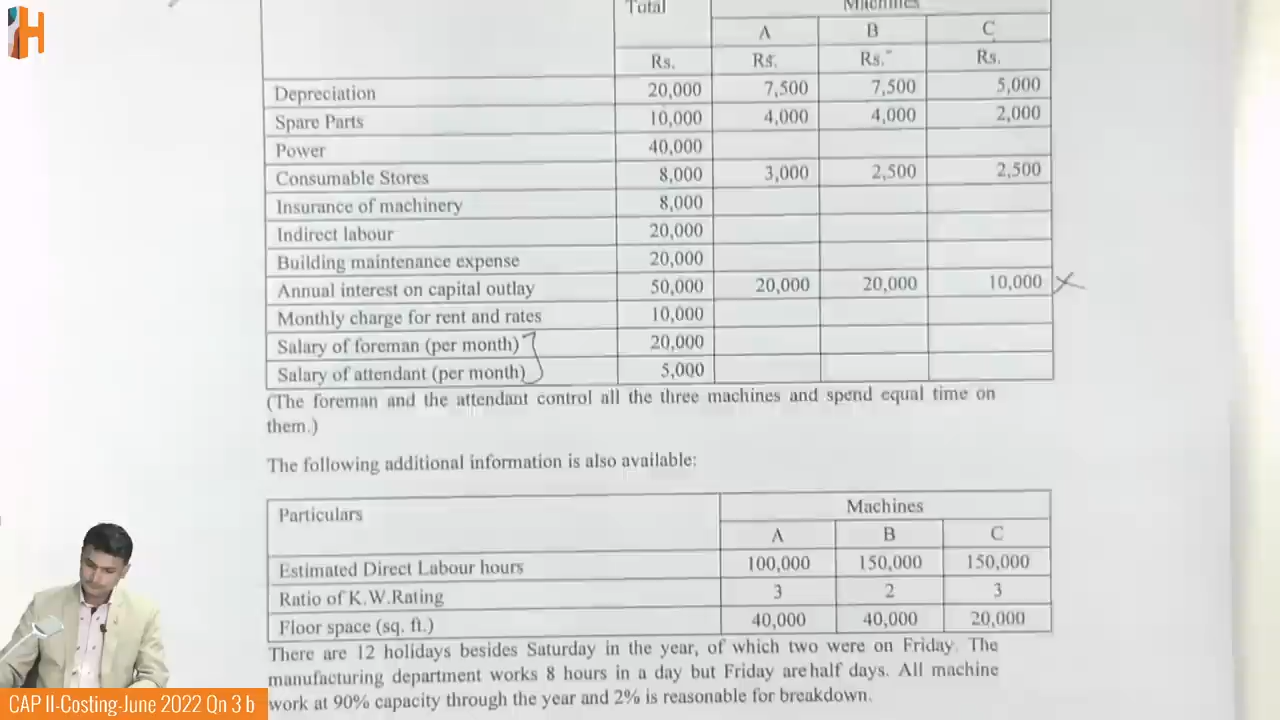 H
Total Machines
A B C
Rs. Rs. Rs. Rs.
Depreciation 20,000 7,500 7,500 5,000
Spare Parts 10,000 4,000 4,000 2,000
Power 40,000
Consumable Stores 8,000 3,000 2,500 2,500
Insurance of machinery 8,000
Indirect labour 20,000
Building maintenance expense 20,000
Annual interest on capital outlay 50,000 20,000 20,000 10,000
Monthly charge for rent and rates 10,000
Salary of foreman (per month) 20,000
Salary of attendant (per month) 5,000
(The foreman and the attendant control all the three machines and spend equal time on
them.)
The following additional information is also available:
Particulars Machines
A B C
Estimated Direct Labour hours 100,000 150,000 150,000
Ratio of K.W.Rating 3 2 3
Floor space (sq. ft.) 40,000 40,000 20,000
There are 12 holidays besides Saturday in the year, of which two were on Friday. The
manufacturing department works 8 hours in a day but Friday are half days. All machine
work at 90% capacity through the year and 2% is reasonable for breakdown.
CAP II-Costing-June 2022 Qn 3 b